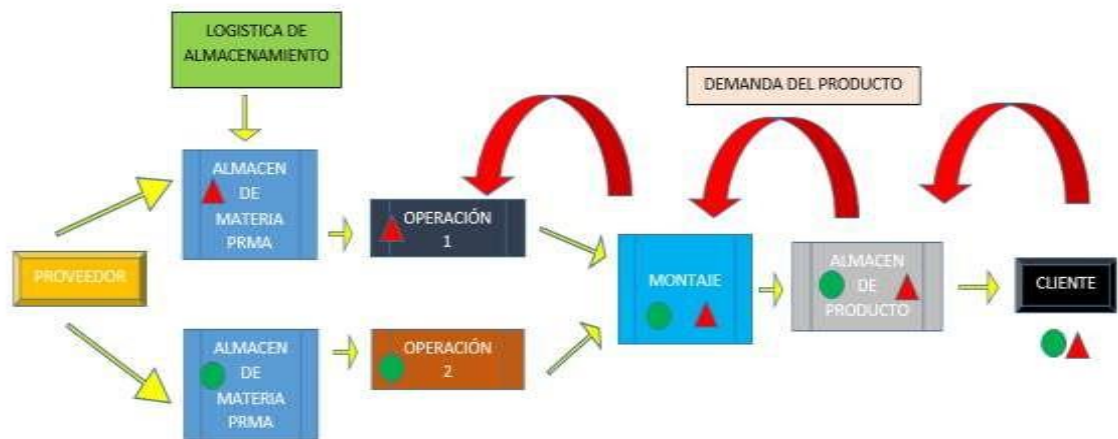 LOGISTICA DE
ALMACENAMIENTO
DEMANDA DEL PRODUCTO
ALMACEN
DE
MATERIA
PRMA
OPERACIÓN
1
PROVEEDOR
MONTAJE
ALMACEN
DE
PRODUCTO
CLIENTE
ALMACEN
DE
MATERIA
PRMA
OPERACIÓN
2